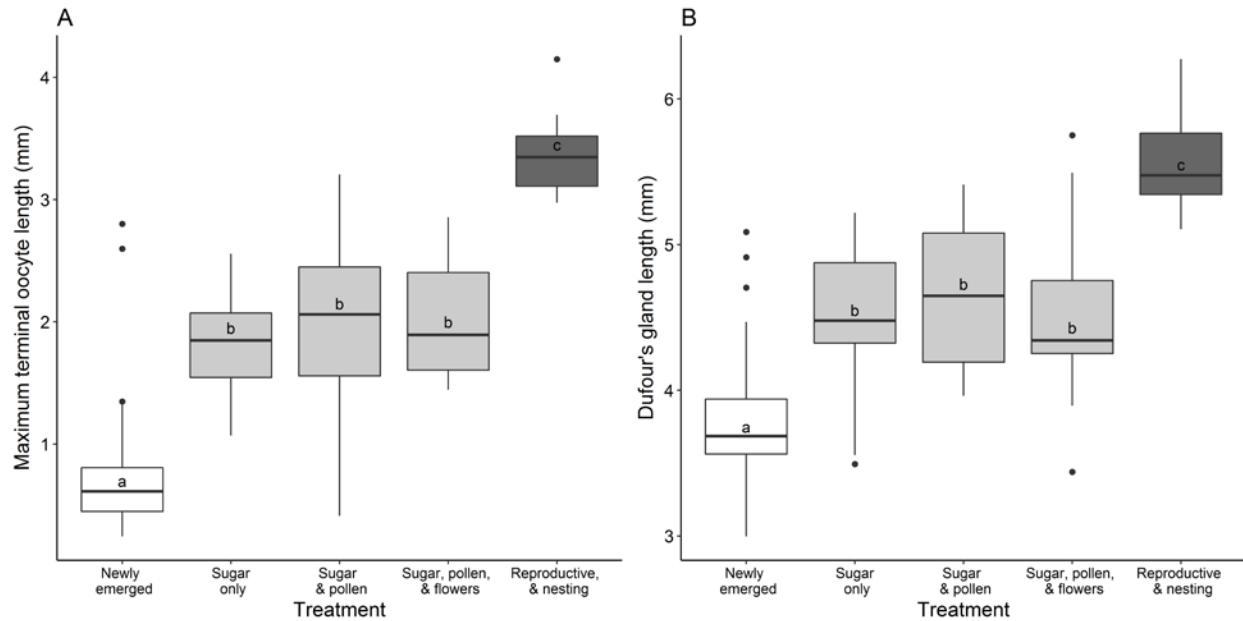 A
Maximum terminal oocyte length (mm)
4
3
2
1
a
b
b
b
c
Newly
emerged
Sugar
only
Sugar
& pollen
Sugar, pollen,
& flowers
Reproductive,
& nesting
Treatment
B
Dufour's gland length (mm)
6
5
4
3
a
b
b
b
c
Newly
emerged
Sugar
only
Sugar
& pollen
Sugar, pollen,
& flowers
Reproductive
& nesting
Treatment